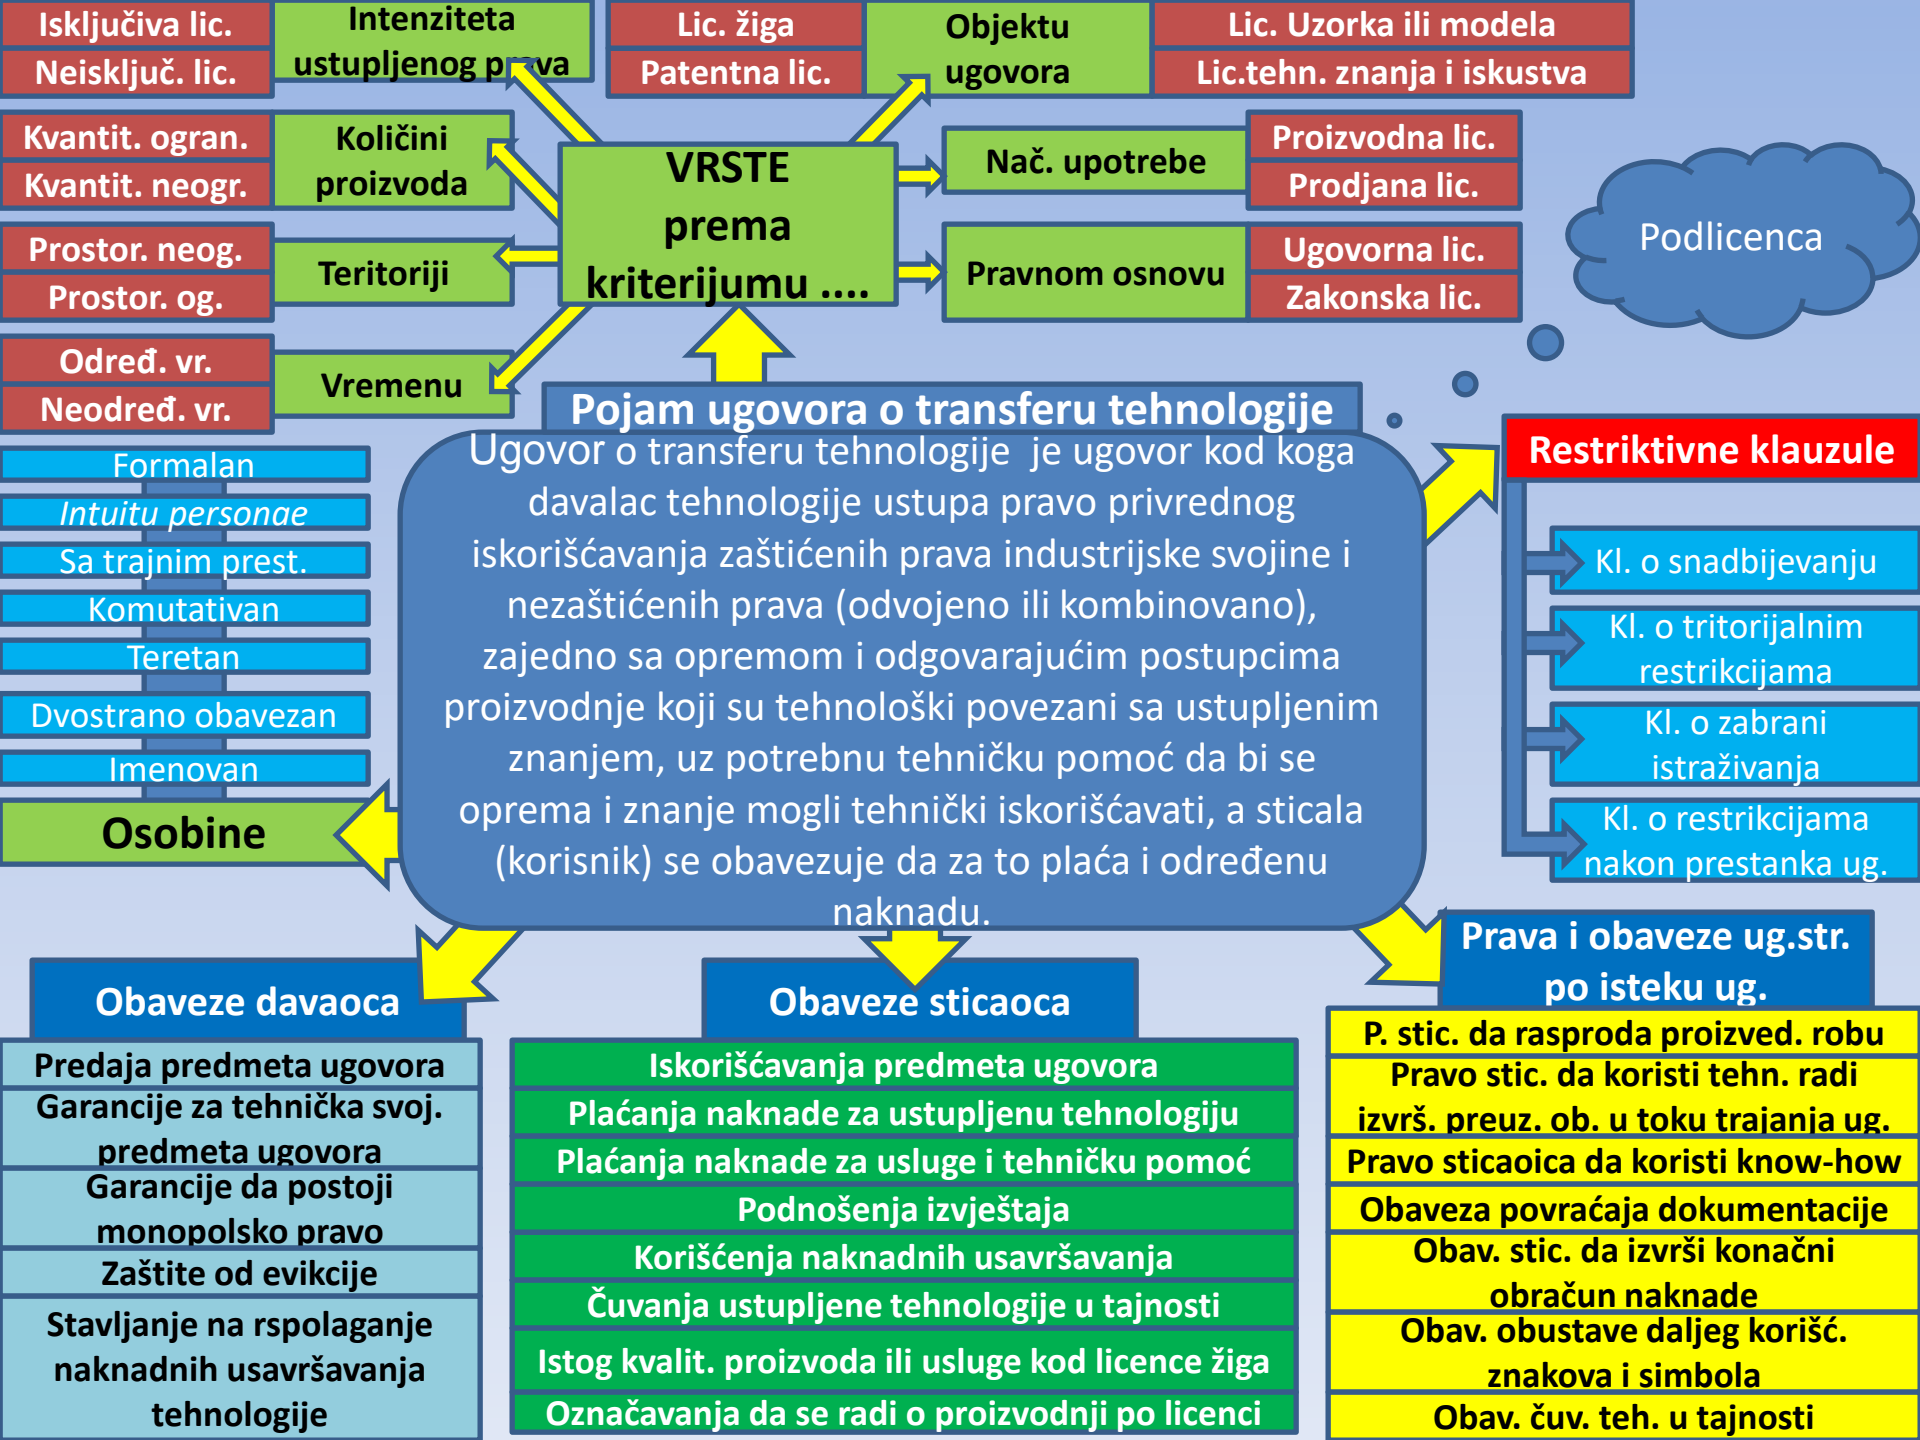 Isključiva lic.
Neisključ. lic.
Intenziteta
ustupljenog prava
Lic. žiga
Patentna lic.
Objektu
ugovora
Lic. Uzorka ili modela
Lic.tehn. znanja i iskustva
Kvantit. ogran.
Kvantit. neogr.
Količini
proizvoda
VRSTE
prema
kriterijumu ....
Nač. upotrebe
Proizvodna lic.
Prodjana lic.
Podlicenca
Prostor. neog.
Prostor. og.
Teritoriji
Pravnom osnovu
Ugovorna lic.
Zakonska lic.
Određ. vr.
Neodređ. vr.
Vremenu
Pojam ugovora o transferu tehnologije
Ugovor o transferu tehnologije  je ugovor kod koga
davalac tehnologije ustupa pravo privrednog
iskorišćavanja zaštićenih prava industrijske svojine i
nezaštićenih prava (odvojeno ili kombinovano),
zajedno sa opremom i odgovarajućim postupcima
proizvodnje koji su tehnološki povezani sa ustupljenim
znanjem, uz potrebnu tehničku pomoć da bi se
oprema i znanje mogli tehnički iskorišćavati, a sticala
(korisnik) se obavezuje da za to plaća i određenu
naknadu.
Formalan
Intuitu personae
Sa trajnim prest.
Komutativan
Teretan
Dvostrano obavezan
Imenovan
Osobine
Restriktivne klauzule
Kl. o snadbijevanju
Kl. o tritorijalnim
restrikcijama
Kl. o zabrani
istraživanja
Kl. o restrikcijama
nakon prestanka ug.
Obaveze davaoca
Predaja predmeta ugovora
Garancije za tehnička svoj.
predmeta ugovora
Garancije da postoji
monopolsko pravo
Zaštite od evikcije
Stavljanje na rspolaganje
naknadnih usavršavanja
tehnologije
Obaveze sticaoca
Iskorišćavanja predmeta ugovora
Plaćanja naknade za ustupljenu tehnologiju
Plaćanja naknade za usluge i tehničku pomoć
Podnošenja izvještaja
Korišćenja naknadnih usavršavanja
Čuvanja ustupljene tehnologije u tajnosti
Istog kvalit. proizvoda ili usluge kod licence žiga
Označavanja da se radi o proizvodnji po licenci
Prava i obaveze ug.str.
po isteku ug.
P. stic. da rasproda proizved. robu
Pravo stic. da koristi tehn. radi
izvrš. preuz. ob. u toku trajanja ug.
Pravo sticaoica da koristi know-how
Obaveza povraćaja dokumentacije
Obav. stic. da izvrši konačni
obračun naknade
Obav. obustave daljeg korišć.
znakova i simbola
Obav. čuv. teh. u tajnosti